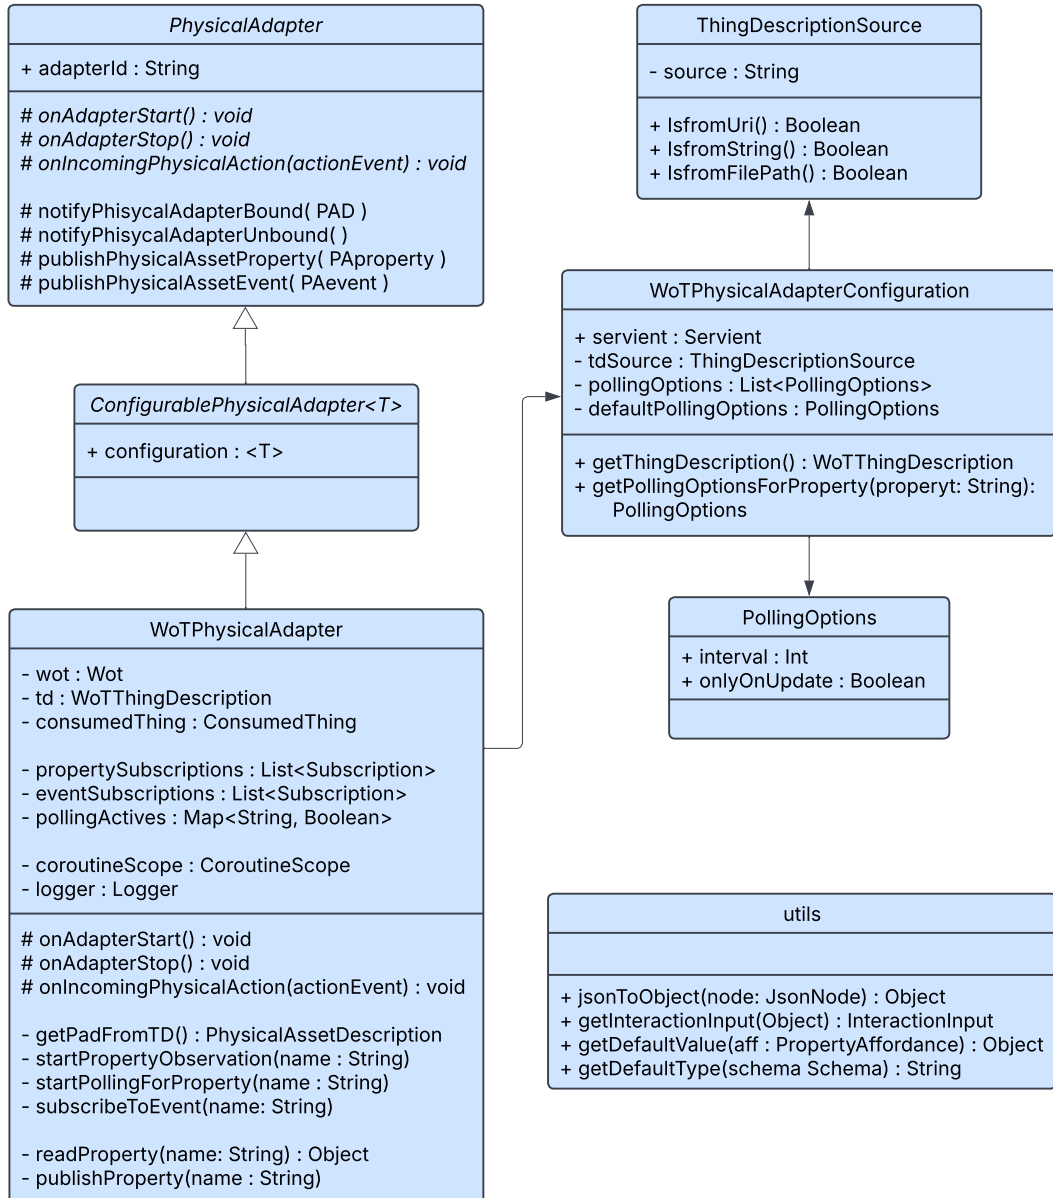 PhysicalAdapter
+ adapterId : String
# onAdapterStart() : void
# onAdapterStop() : void
# onIncomingPhysicalAction(actionEvent) : void
# notifyPhisycalAdapterBound( PAD )
# notifyPhisycalAdapterUnbound( )
# publishPhysicalAssetProperty( PAproperty )
# publishPhysicalAssetEvent( PAevent )
ConfigurablePhysicalAdapter<T>
+ configuration : <T>
WoTPhysicalAdapter
- wot : Wot
- td : WoTThingDescription
- consumedThing : ConsumedThing
- propertySubscriptions : List<Subscription>
- eventSubscriptions : List<Subscription>
- pollingActives : Map<String, Boolean>
- coroutineScope : CoroutineScope
- logger : Logger
# onAdapterStart() : void
# onAdapterStop() : void
# onIncomingPhysicalAction(actionEvent) : void
- getPadFromTD() : PhysicalAssetDescription
- startPropertyObservation(name : String)
- startPollingForProperty(name : String)
- subscribeToEvent(name: String)
- readProperty(name: String) : Object
- publishProperty(name : String)
ThingDescriptionSource
- source : String
+ IsfromUri() : Boolean
+ IsfromString() : Boolean
+ IsfromFilePath() : Boolean
WoTPhysicalAdapterConfiguration
+ servient : Servient
- tdSource : ThingDescriptionSource
- pollingOptions : List<PollingOptions>
- defaultPollingOptions : PollingOptions
+ getThingDescription() : WoTThingDescription
+ getPollingOptionsForProperty(properyt: String):
PollingOptions
PollingOptions
+ interval : Int
+ onlyOnUpdate : Boolean
utils
+ jsonToObject(node: JsonNode) : Object
+ getInteractionInput(Object) : InteractionInput
+ getDefaultValue(aff : PropertyAffordance) : Object
+ getDefaultType(schema Schema) : String